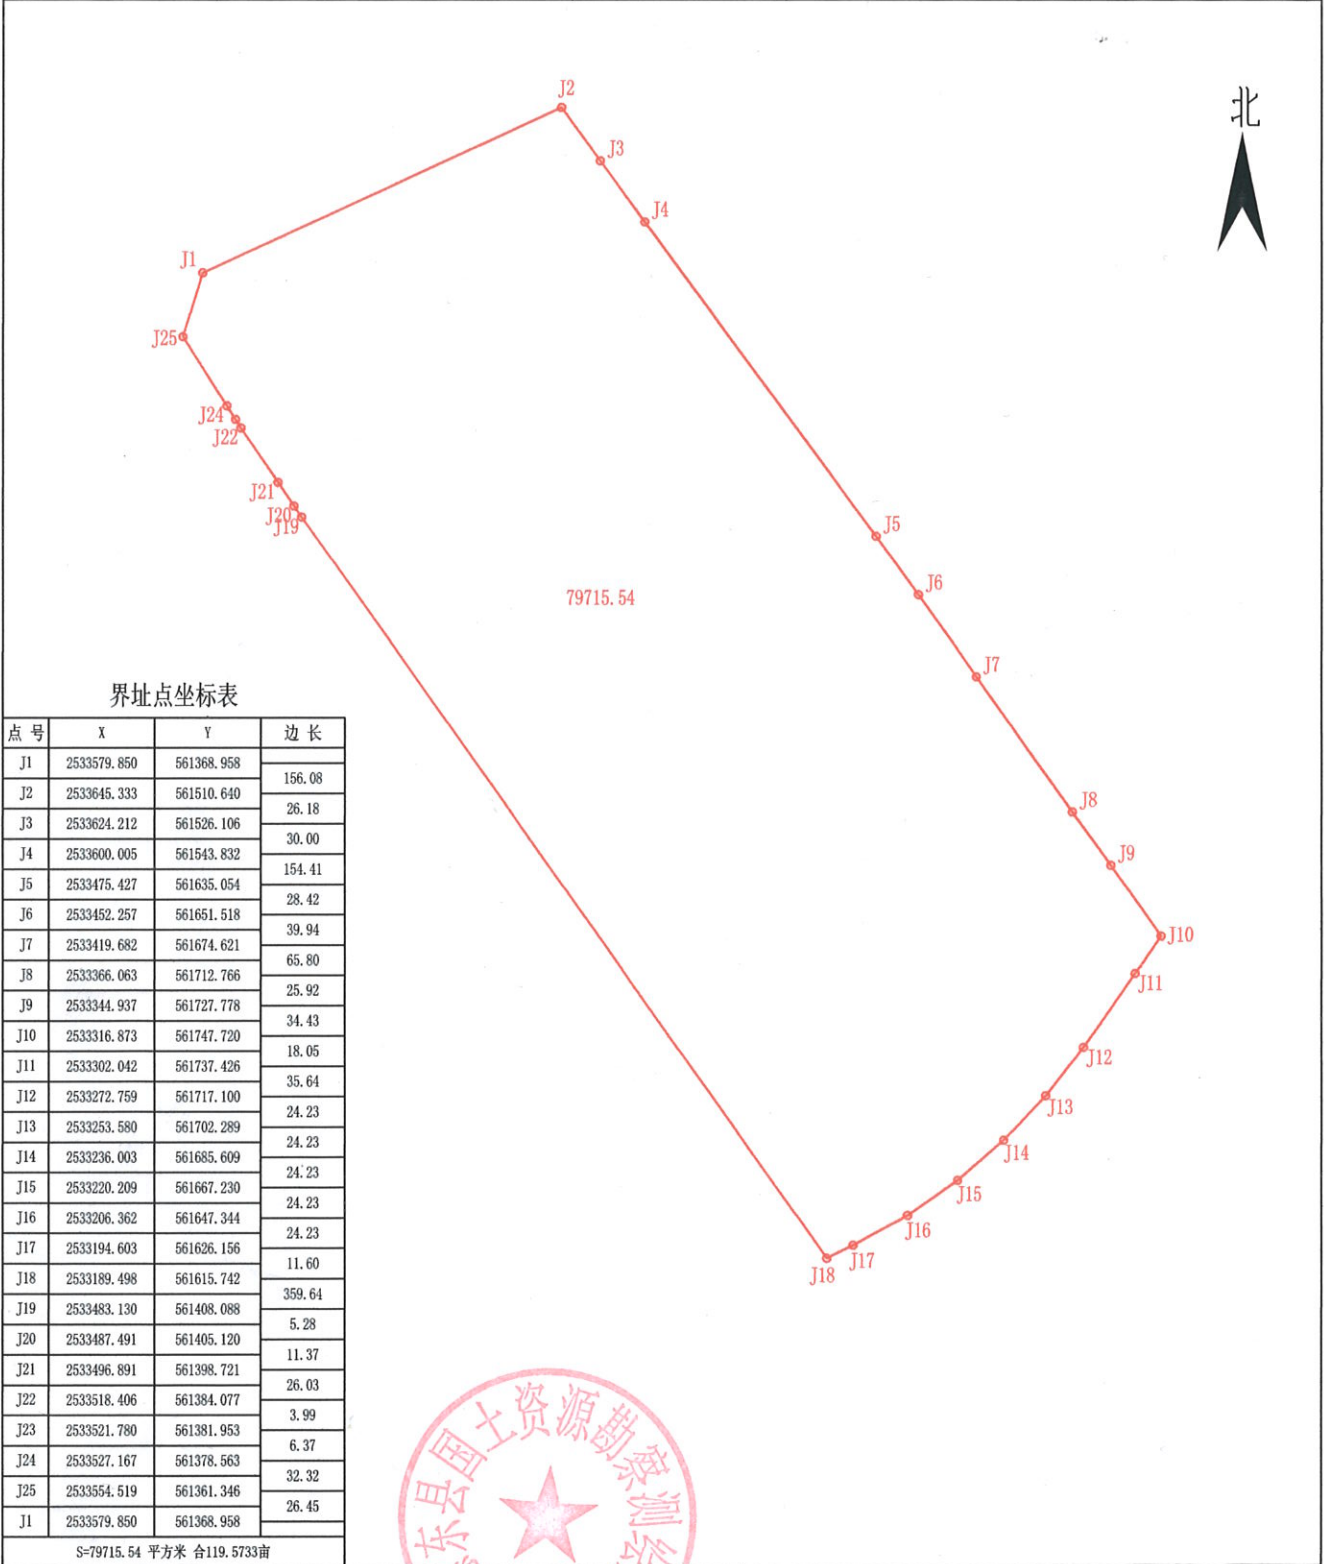 北
J2
J3
J4
J1
J25
J24
J22
J21
J20
J19
J5
J6
79715.54
J7
J8
J9
J10
J11
J12
J13
J14
J15
J16
J17
J18
界址点坐标表
点号 X Y 边长
J1 2533579.850 561368.958
156.08
J2 2533645.333 561510.640
26.18
J3 2533624.212 561526.106
30.00
J4 2533600.005 561543.832
154.41
J5 2533475.427 561635.054
28.42
J6 2533452.257 561651.518
39.94
J7 2533419.682 561674.621
65.80
J8 2533366.063 561712.766
25.92
J9 2533344.937 561727.778
34.43
J10 2533316.873 561747.720
18.05
J11 2533302.042 561737.426
35.64
J12 2533272.759 561717.100
24.23
J13 2533253.580 561702.289
24.23
J14 2533236.003 561685.609
24.23
J15 2533220.209 561667.230
24.23
J16 2533206.362 561647.344
24.23
J17 2533194.603 561626.156
11.60
J18 2533189.498 561615.742
359.64
J19 2533483.130 561408.088
5.28
J20 2533487.491 561405.120
11.37
J21 2533496.891 561398.721
26.03
J22 2533518.406 561384.077
3.99
J23 2533521.780 561381.953
6.37
J24 2533527.167 561378.563
32.32
J25 2533554.519 561361.346
26.45
J1 2533579.850 561368.958
S=79715.54 平方米 合119.5733亩
东县国土资源勘察测